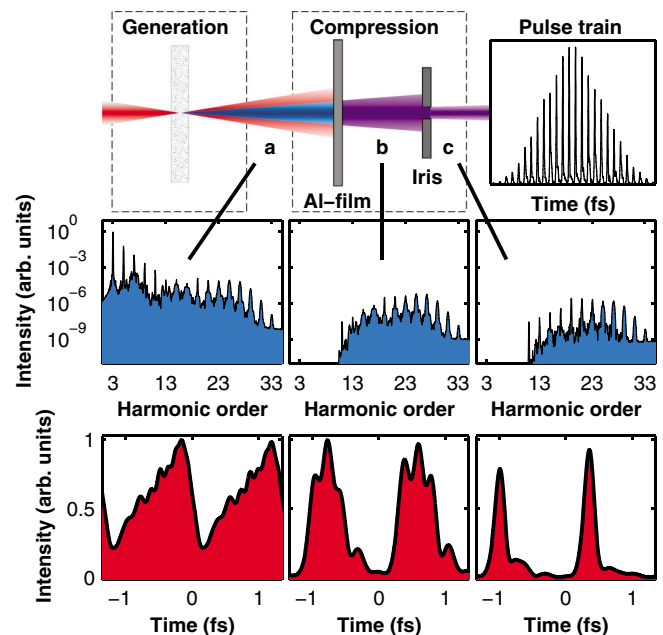 Generation
Compression
Pulse train
a
b
c
Al–film
Iris
Time (fs)
Intensity (arb. units)
10^0
10^-3
10^-6
10^-9
3 13 23 33
3 13 23 33
3 13 23 33
Harmonic order
Harmonic order
Harmonic order
Intensity (arb. units)
1
0.5
0
−1 0 1
−1 0 1
−1 0 1
Time (fs)
Time (fs)
Time (fs)